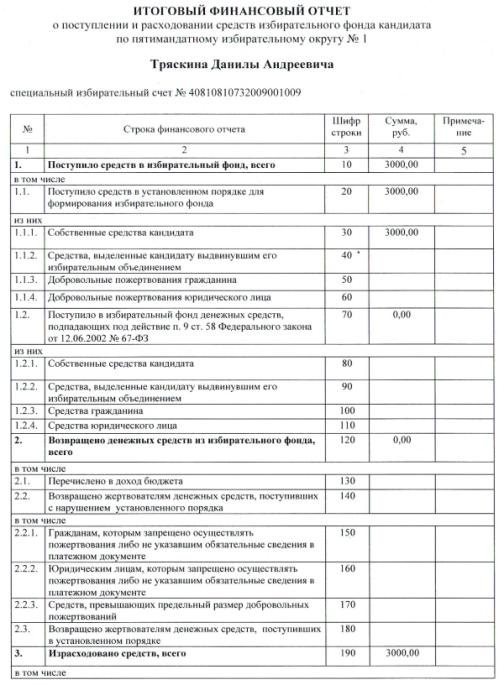 ИТОГОВЫЙ ФИНАНСОВЫЙ ОТЧЕТ
о поступлении и расходовании средств избирательного фонда кандидата
по пятимандатному избирательному округу № 1
Тряскина Данилы Андреевича
специальный избирательный счет № 40810810732009001009
№ Строка финансового отчета Шифр строки Сумма, руб. Примеча-ние
1 2 3 4 5
1. Поступило средств в избирательный фонд, всего 10 3000,00
в том числе
1.1. Поступило средств в установленном порядке для 20 3000,00
формирования избирательного фонда
из них
1.1.1. Собственные средства кандидата 30 3000,00
1.1.2. Средства, выделенные кандидату выдвинувшим его 40
избирательным объединением
1.1.3. Добровольные пожертвования гражданина 50
1.1.4. Добровольные пожертвования юридического лица 60
1.2. Поступило в избирательный фонд денежных средств, 70 0,00
подпадающих под действие п. 9 ст. 58 Федерального закона
от 12.06.2002 № 67-ФЗ
из них
1.2.1. Собственные средства кандидата 80
1.2.2. Средства, выделенные кандидату выдвинувшим его 90
избирательным объединением
1.2.3. Средства гражданина 100
1.2.4. Средства юридического лица 110
2. Возвращено денежных средств из избирательного фонда, 120 0,00
всего
в том числе
2.1. Перечислено в доход бюджета 130
2.2. Возвращено жертвователям денежных средств, поступивших 140
с нарушением установленного порядка
в том числе
2.2.1. Гражданам, которым запрещено осуществлять 150
пожертвования либо не указавшим обязательные сведения в
платежном документе
2.2.2. Юридическим лицам, которым запрещено осуществлять 160
пожертвования либо не указавшим обязательные сведения в
платежном документе
2.2.3. Средств, превышающих предельный размер добровольных 170
пожертвований
2.3. Возвращено жертвователям денежных средств, поступивших 180
в установленном порядке
3. Израсходовано средств, всего 190 3000,00
в том числе